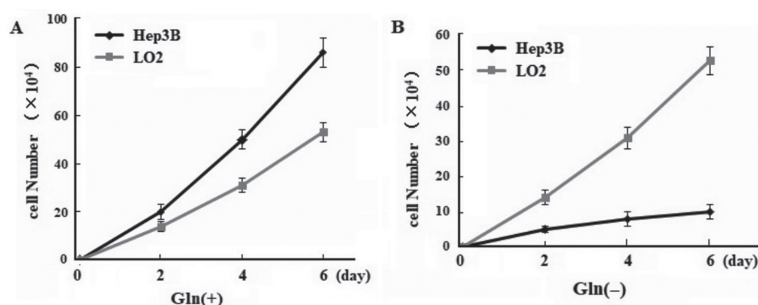 A
Hep3B
LO2
cell Number (×10⁴)
100
80
60
40
20
0
0 2 4 6 (day)
Gln(+)
B
Hep3B
LO2
cell Number (×10⁴)
60
50
40
30
20
10
0
0 2 4 6 (day)
Gln(–)